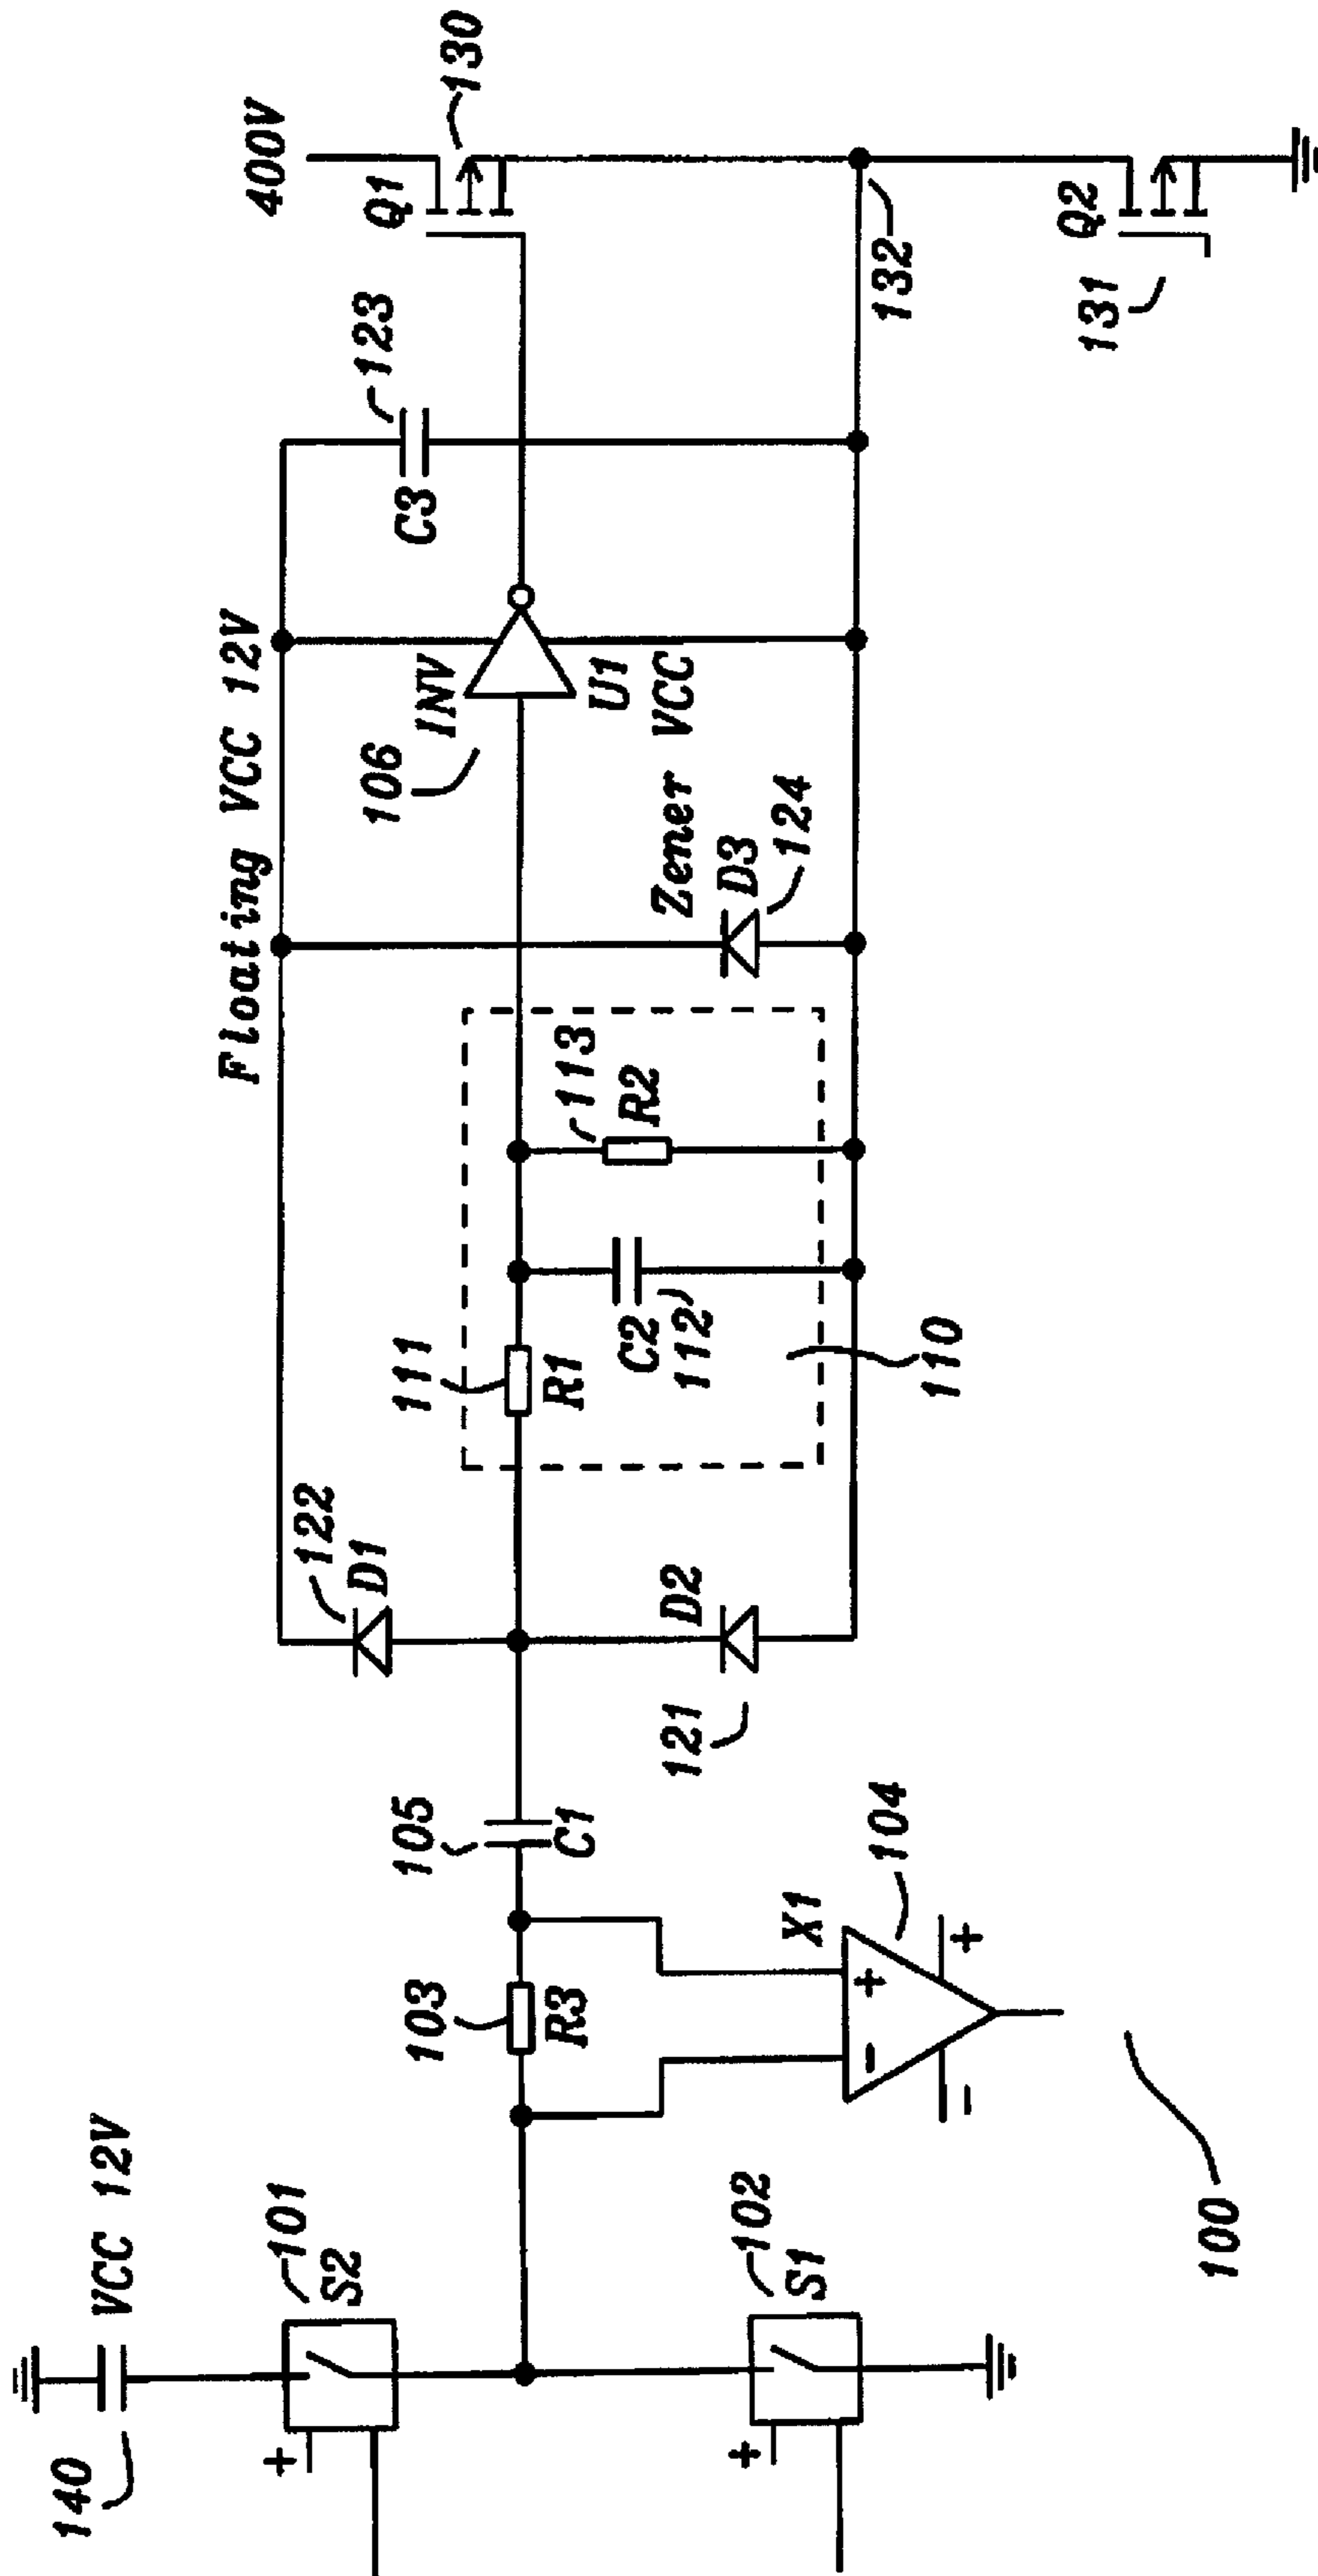 400V
Q1
130
C3
123
132
Q2
131
Floating VCC 12V
INV
106
U1
Zener VCC
D3
124
113
R2
C2
112
111
R1
110
122
D1
D2
121
105
C1
103
R3
X1
104
+
-
+
-
100
VCC 12V
140
101
S2
+
102
S1
+